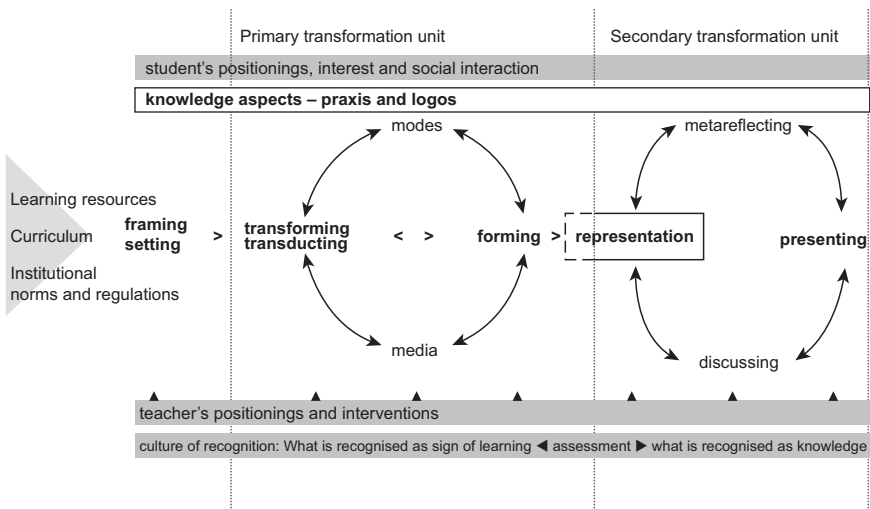 Primary transformation unit
Secondary transformation unit
student's positionings, interest and social interaction
knowledge aspects – praxis and logos
modes
metareflecting
Learning resources
Curriculum
Institutional
norms and regulations
framing
setting
>
transforming
transducting
< >
forming
>
representation
presenting
media
discussing
teacher's positionings and interventions
culture of recognition: What is recognised as sign of learning ◀ assessment ▶ what is recognised as knowledge